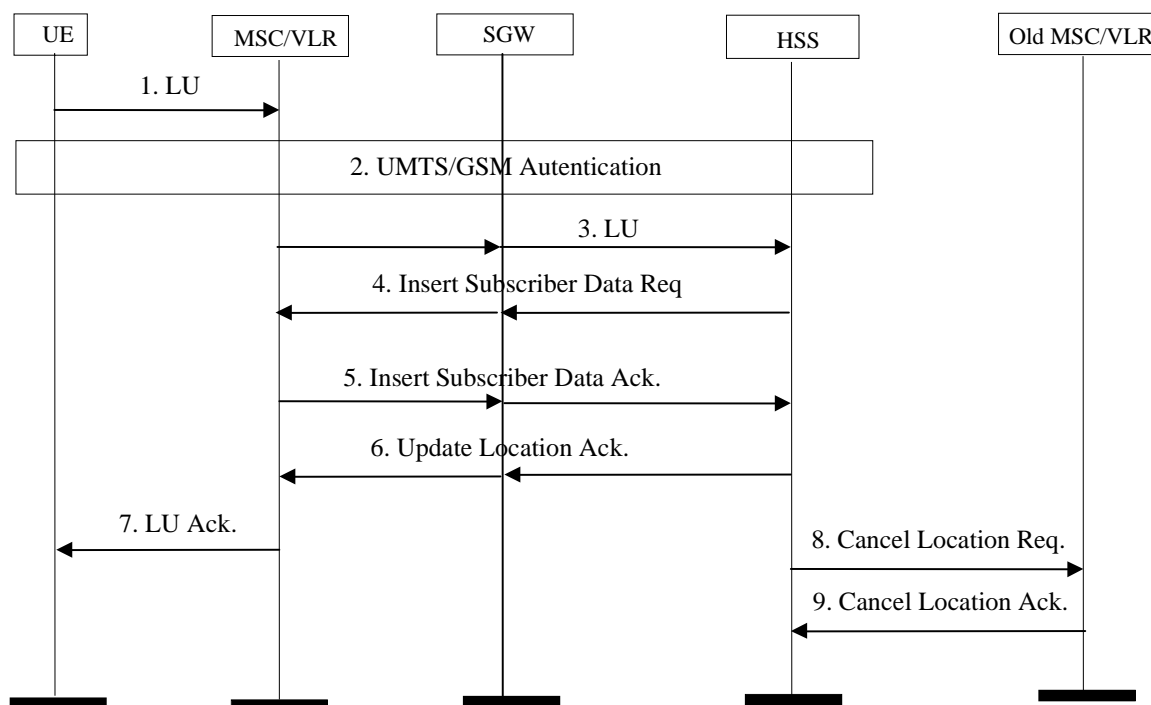 UE
MSC/VLR
SGW
HSS
Old MSC/VLR
1. LU
2. UMTS/GSM Autentication
3. LU
4. Insert Subscriber Data Req
5. Insert Subscriber Data Ack.
6. Update Location Ack.
7. LU Ack.
8. Cancel Location Req.
9. Cancel Location Ack.